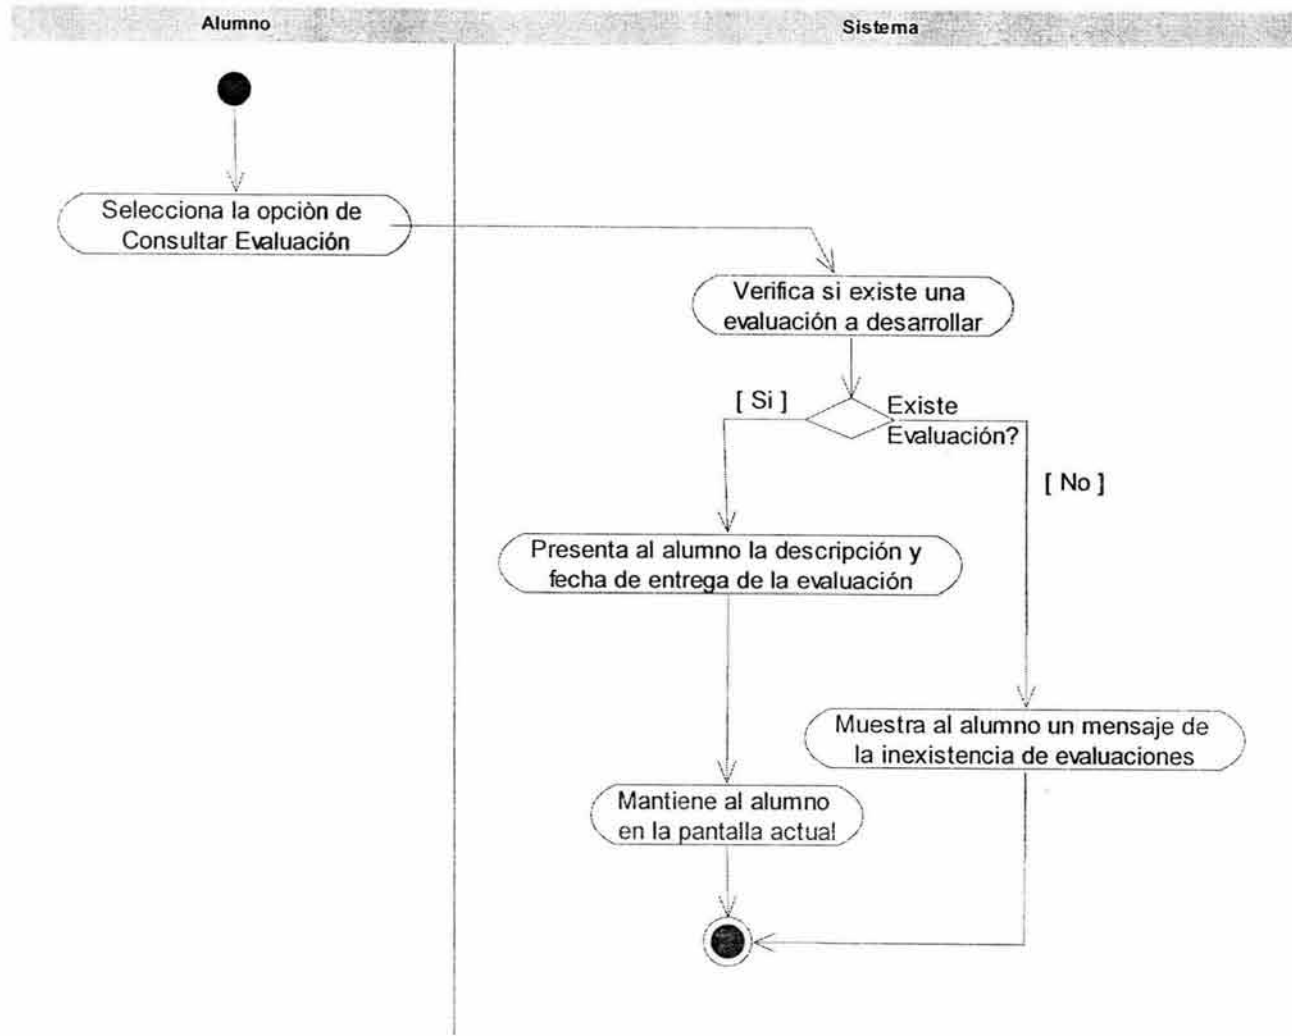 Alumno
Sistema
Selecciona la opciòn de
Consultar Evaluación
Verifica si existe una
evaluación a desarrollar
[ Si ]
Existe
Evaluación?
[ No ]
Presenta al alumno la descripción y
fecha de entrega de la evaluación
Muestra al alumno un mensaje de
la inexistencia de evaluaciones
Mantiene al alumno
en la pantalla actual